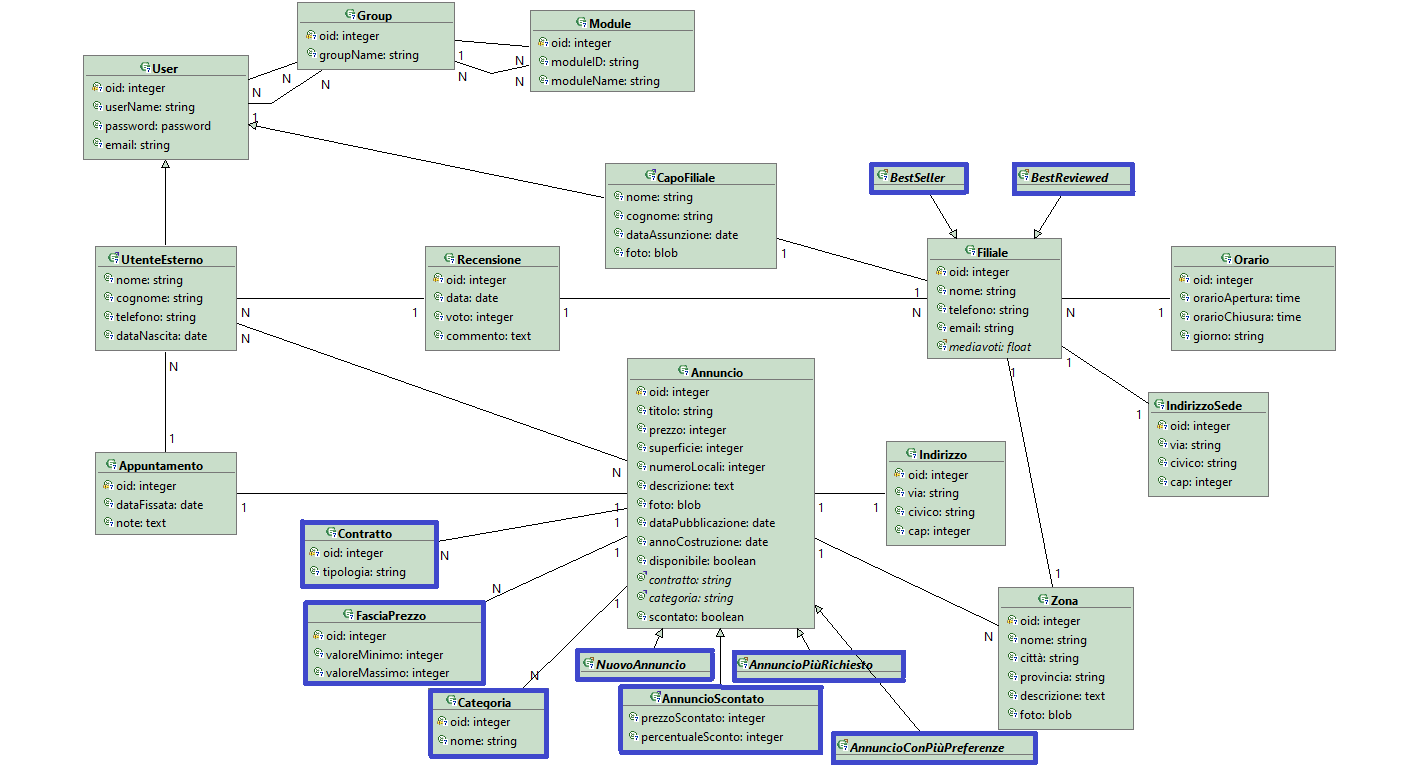 Group
oid: integer
groupName: string
Module
oid: integer
moduleID: string
moduleName: string
1
N
N
N
User
oid: integer
userName: string
password: password
email: string
N
N
N
1
CapoFiliale
nome: string
cognome: string
dataAssunzione: date
foto: blob
1
1
BestSeller
BestReviewed
UtenteEsterno
nome: string
cognome: string
telefono: string
dataNascita: date
N
N
N
Recensione
oid: integer
data: date
voto: integer
commento: text
1
1
Filiale
oid: integer
nome: string
telefono: string
email: string
mediavoti: float
N
N
1
1
Orario
oid: integer
orarioApertura: time
orarioChiusura: time
giorno: string
1
IndirizzoSede
oid: integer
via: string
civico: string
cap: integer
1
Annuncio
oid: integer
titolo: string
prezzo: integer
superficie: integer
numeroLocali: integer
descrizione: text
foto: blob
dataPubblicazione: date
annoCostruzione: date
disponibile: boolean
contratto: string
categoria: string
scontato: boolean
N
1
1
1
1
1
1
Indirizzo
oid: integer
via: string
civico: string
cap: integer
1
Appuntamento
oid: integer
dataFissata: date
note: text
1
1
Contratto
oid: integer
tipologia: string
N
FasciaPrezzo
oid: integer
valoreMinimo: integer
valoreMassimo: integer
N
Categoria
oid: integer
nome: string
N
NuovoAnnuncio
AnnuncioPiùRichiesto
AnnuncioScontato
prezzoScontato: integer
percentualeSconto: integer
AnnuncioConPiùPreferenze
Zona
oid: integer
nome: string
città: string
provincia: string
descrizione: text
foto: blob
1
N